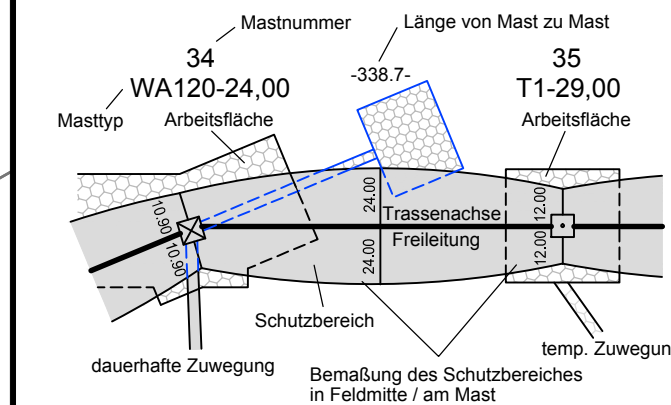 Mastnummer
Länge von Mast zu Mast
34
-338.7-
35
WA120-24,00
T1-29,00
Masttyp
Arbeitsfläche
Arbeitsfläche
10.90
10.90
24.00
24.00
Trassenachse
Freileitung
12.00
12.00
Schutzbereich
dauerhafte Zuwegung
temp. Zuwegun
Bemaßung des Schutzbereiches
in Feldmitte / am Mast